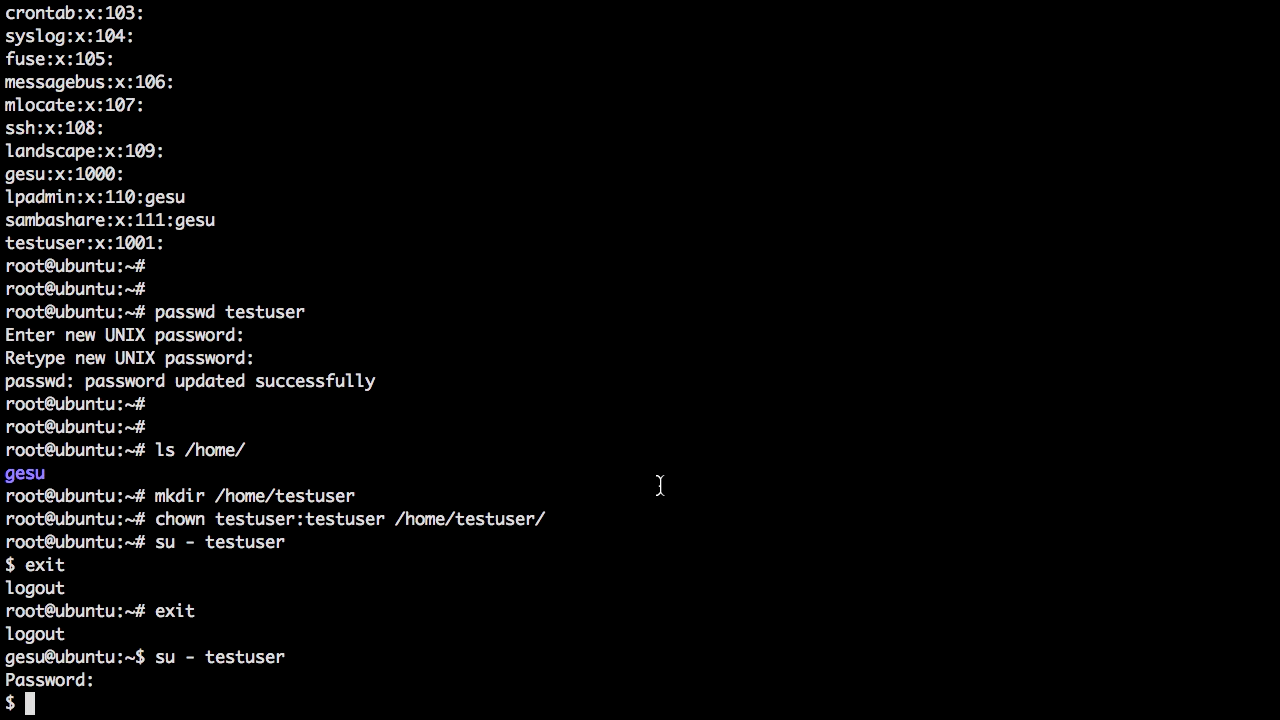 crontab:x:103:
syslog:x:104:
fuse:x:105:
messagebus:x:106:
mlocate:x:107:
ssh:x:108:
landscape:x:109:
gesu:x:1000:
lpadmin:x:110:gesu
sambashare:x:111:gesu
testuser:x:1001:
root@ubuntu:~#
root@ubuntu:~#
root@ubuntu:~# passwd testuser
Enter new UNIX password:
Retype new UNIX password:
passwd: password updated successfully
root@ubuntu:~#
root@ubuntu:~#
root@ubuntu:~# ls /home/
gesu
root@ubuntu:~# mkdir /home/testuser
root@ubuntu:~# chown testuser:testuser /home/testuser/
root@ubuntu:~# su - testuser
$ exit
logout
root@ubuntu:~# exit
logout
gesu@ubuntu:~$ su - testuser
Password:
$